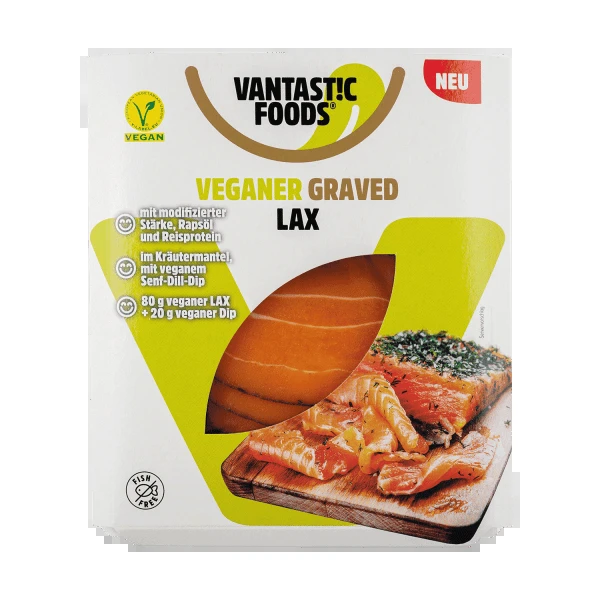 VANTAST!C
FOODS®
NEU
VEGAN
VEGANER GRAVED
LAX
mit modifizierter
Stärke, Rapsöl
und Reisprotein
im Kräutermantel,
mit veganem
Senf-Dill-Dip
80 g veganer LAX
+ 20 g veganer Dip
FISH
FREE